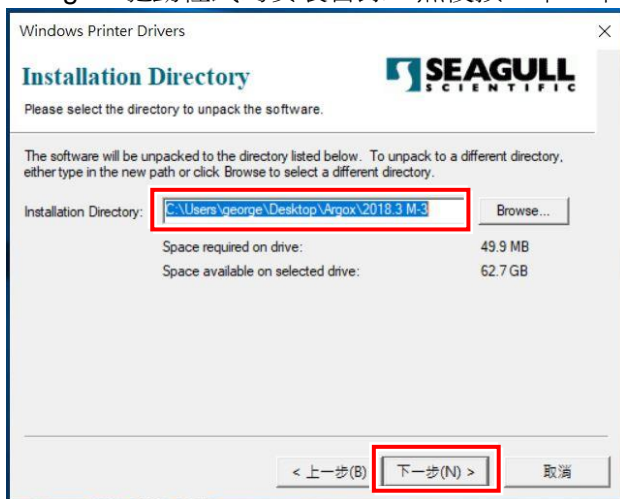 Windows Printer Drivers
Installation Directory
SEAGULL
SCIENTIFIC
Please select the directory to unpack the software.
The software will be unpacked to the directory listed below. To unpack to a different directory,
either type in the new path or click Browse to select a different directory.
Installation Directory: C:\Users\george\Desktop\Argox\2018.3 M-3 Browse...
Space required on drive: 49.9 MB
Space available on selected drive: 62.7 GB
< 上一步(B) 下一步(N) > 取消